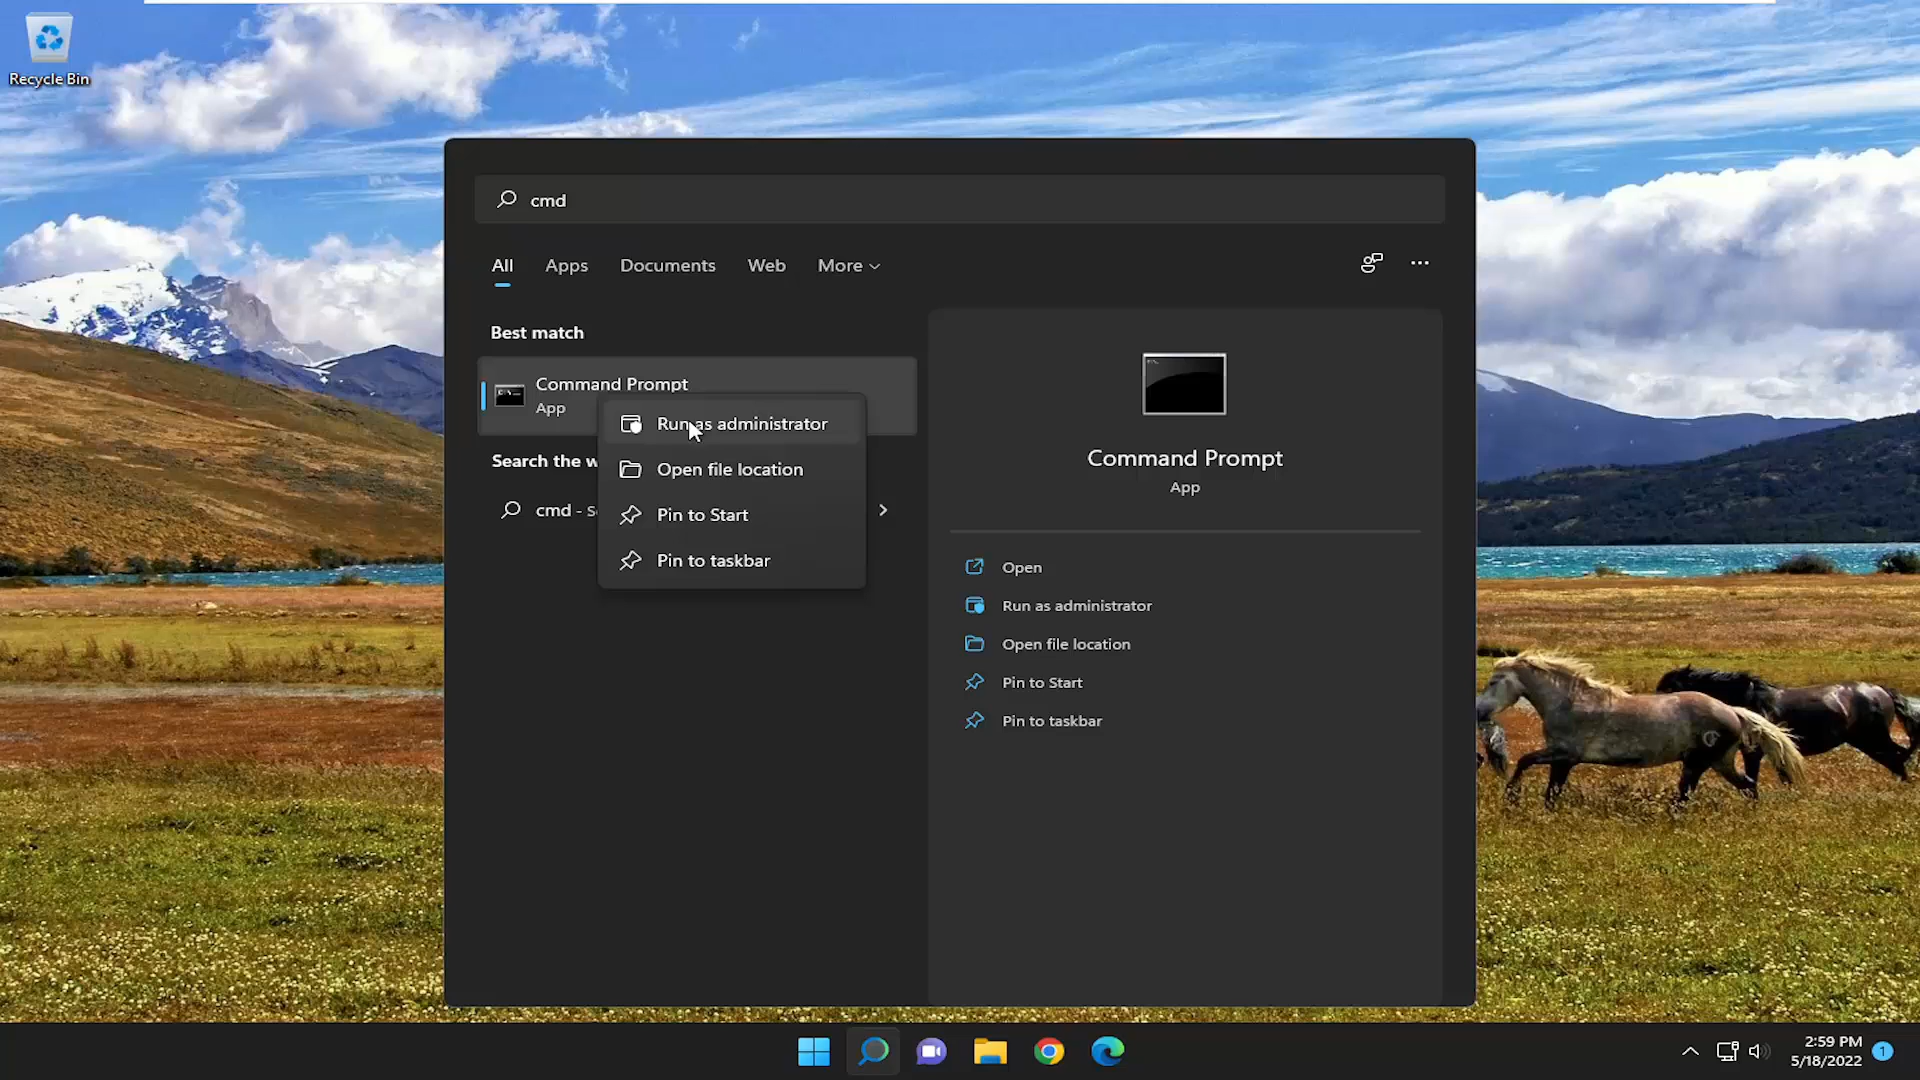 Recycle Bin
cmd
All Apps Documents Web More
Best match
Command Prompt
App
Run as administrator
Open file location
Pin to Start
Pin to taskbar
Search the w
cmd - S
Command Prompt
App
Open
Run as administrator
Open file location
Pin to Start
Pin to taskbar
2:59 PM
5/18/2022
1